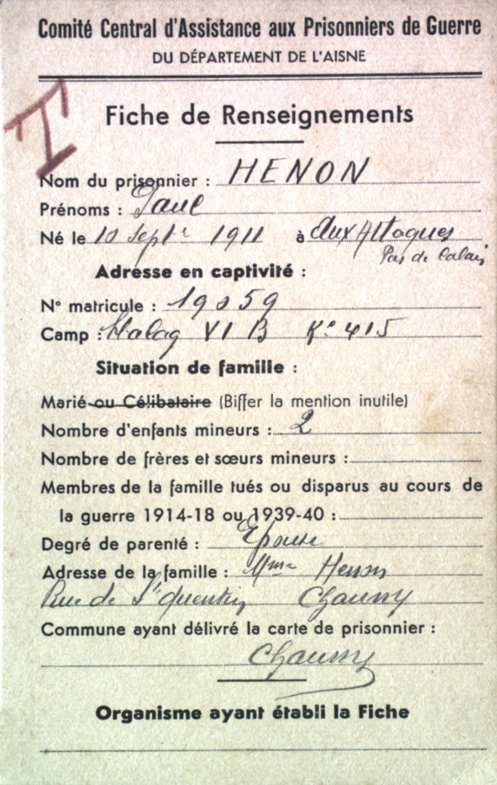 Comité Central d'Assistance aux Prisonniers de Guerre
DU DÉPARTEMENT DE L'AISNE
I
Fiche de Renseignements
Nom du prisonnier : HENON
Prénoms : Paul
Né le 10 Septre 1911 à Aux Attaques
Pas de Calais
Adresse en captivité :
N° matricule : 19059
Camp : Stalag VI B K° 415
Situation de famille :
Marié ou Célibataire (Biffer la mention inutile)
Nombre d'enfants mineurs : 2
Nombre de frères et sœurs mineurs :
Membres de la famille tués ou disparus au cours de
la guerre 1914-18 ou 1939-40 :
Degré de parenté : Epouse
Adresse de la famille : Mme Henon
Rue de St Quentin Chauny
Commune ayant délivré la carte de prisonnier :
Chauny
Organisme ayant établi la Fiche